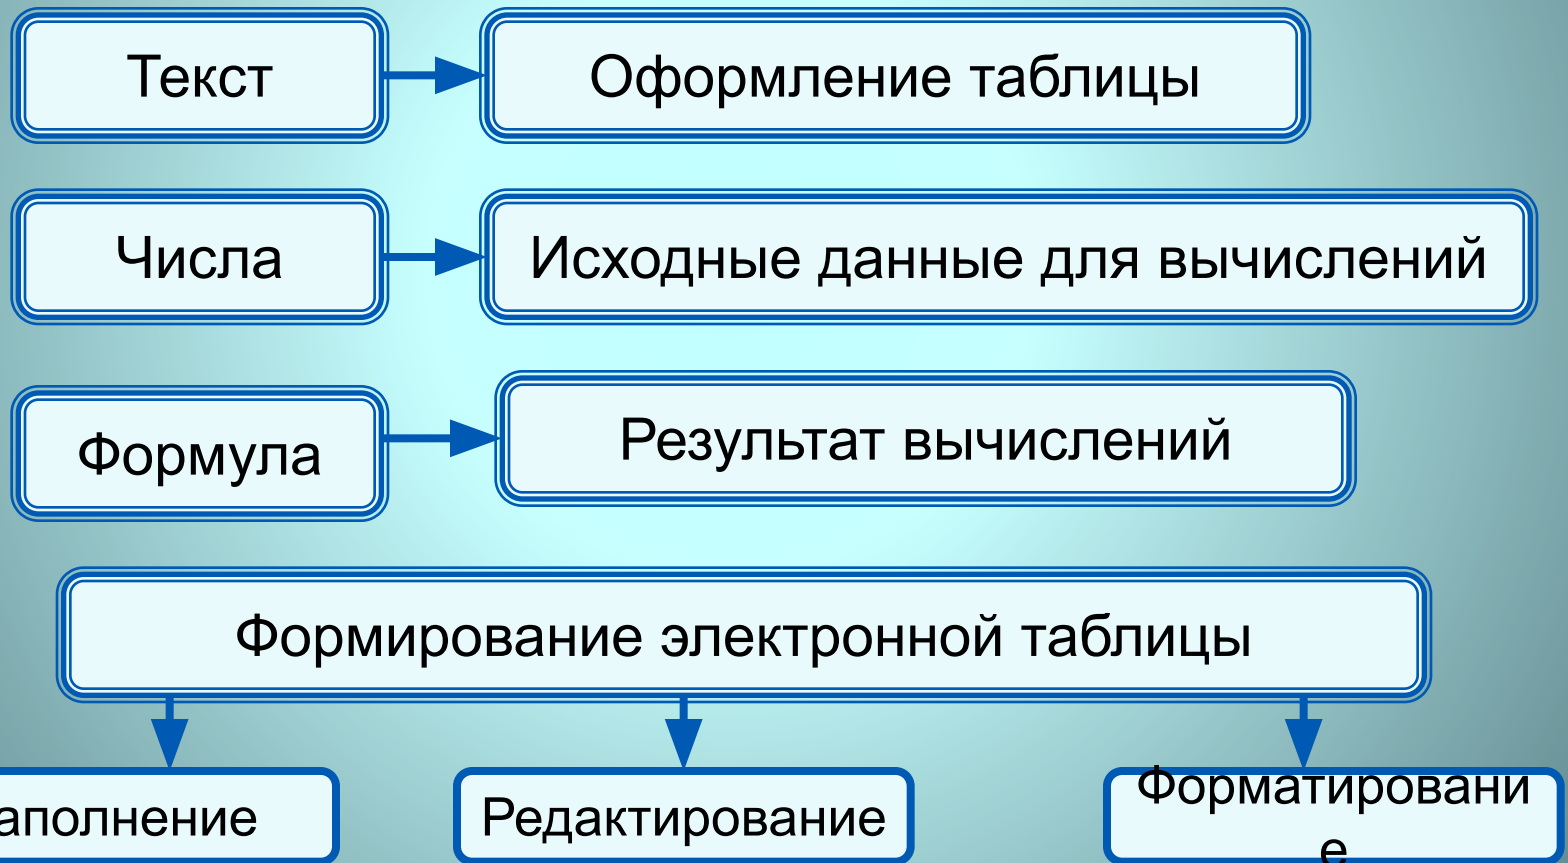 Текст
Оформление таблицы
Числа
Исходные данные для вычислений
Формула
Результат вычислений
Формирование электронной таблицы
аполнение
Редактирование
Форматировани
е